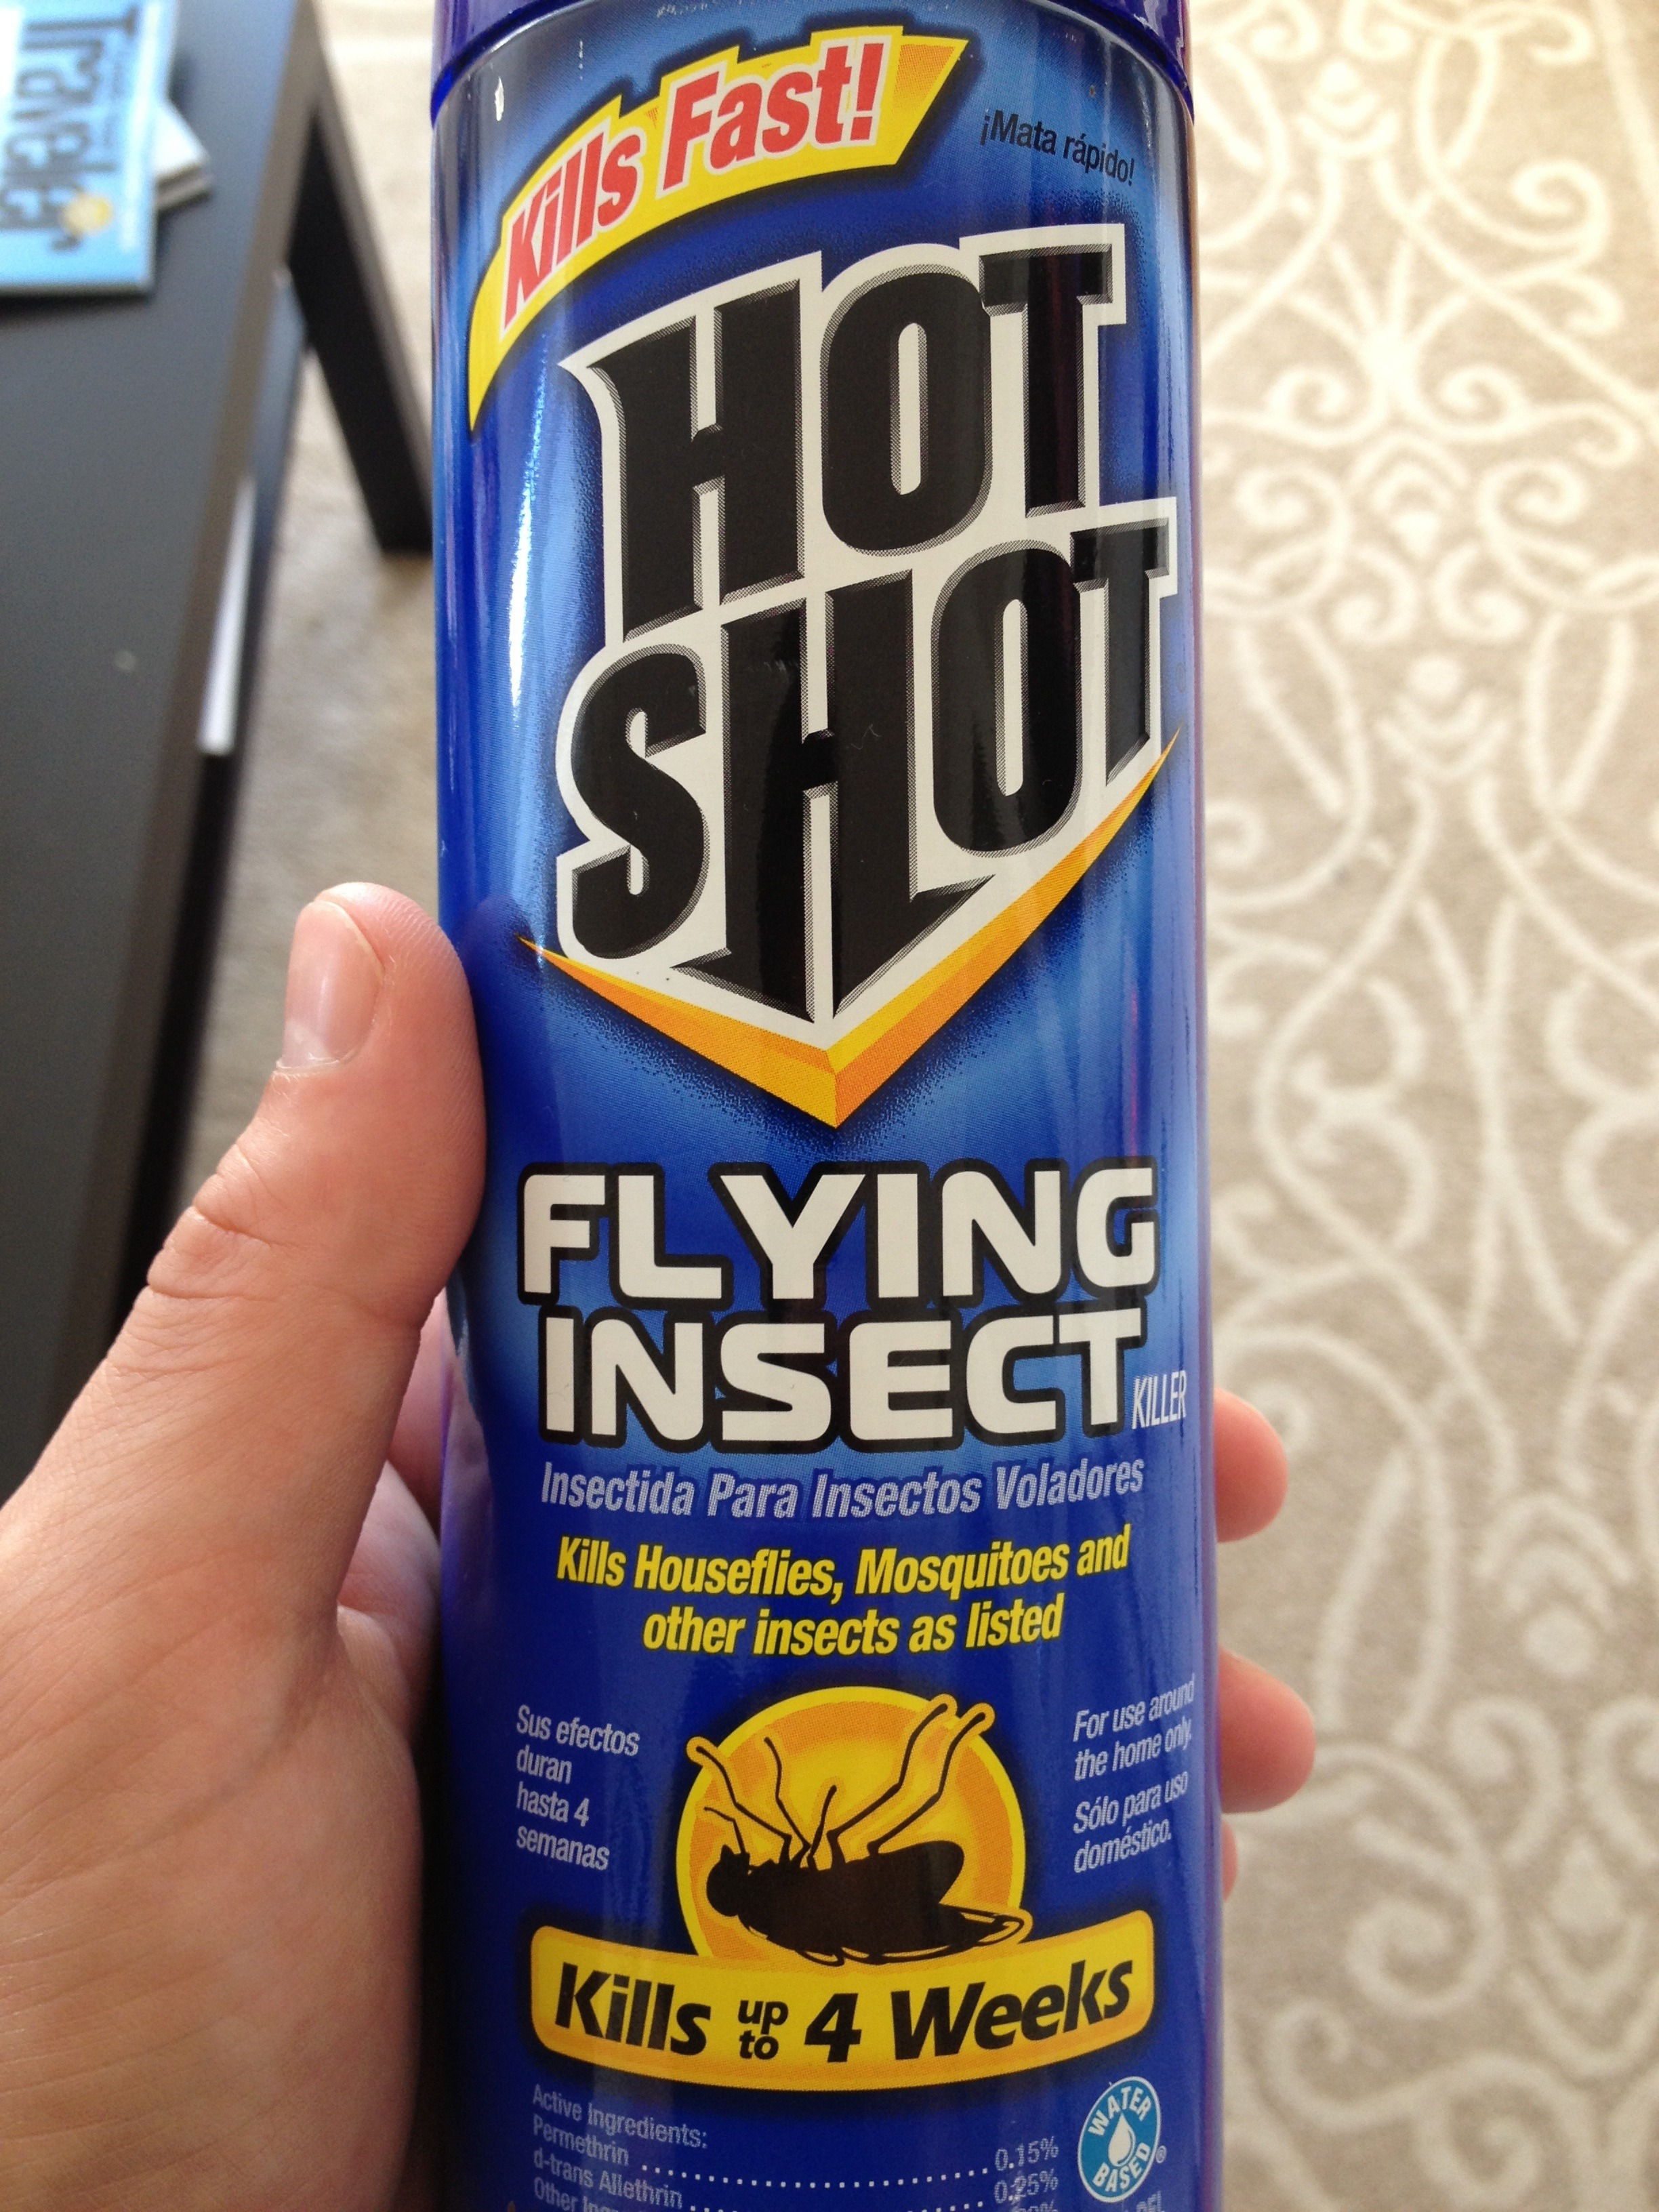 Traveler
Kills Fast!
¡Mata rápido!
HOT
SHOT
FLYING
INSECT
KILLER
Insectida Para Insectos Voladores
Kills Houseflies, Mosquitoes and
other insects as listed
Sus efectos
duran
hasta 4
semanas
For use around
the home only.
Sólo para uso
doméstico.
Kills up to 4 Weeks
Active Ingredients:
Permethrin 0.15%
d-trans Allethrin 0.25%
Other
WATER
BASED